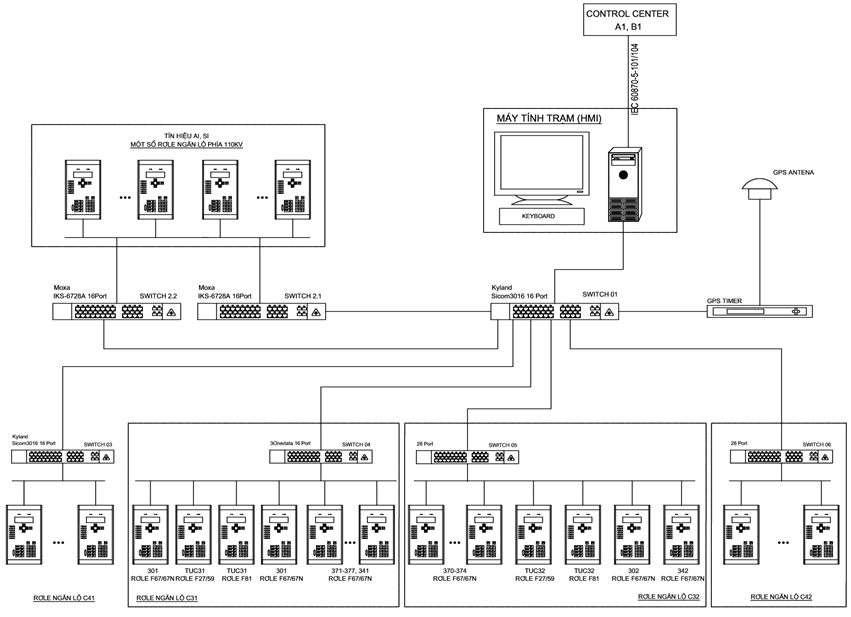 CONTROL CENTER
A1, B1
IEC 60870-5-101/104
MÁY TÍNH TRẠM (HMI)
KEYBOARD
TÍN HIỆU AI, SI
MỘT SỐ RƠLE NGĂN LỘ PHÍA 110KV
GPS ANTENA
Moxa
IKS-6728A 16Port
SWITCH 2.2
Moxa
IKS-6728A 16Port
SWITCH 2.1
Kyland
Sicom3016 16 Port
SWITCH 01
GPS TIMER
Kyland
Sicom3016 16 Port
SWITCH 03
3Onedata 16 Port
SWITCH 04
28 Port
SWITCH 05
28 Port
SWITCH 06
301
RƠLE F67/67N
TUC31
RƠLE F27/59
TUC31
RƠLE F81
301
RƠLE F67/67N
371-377, 341
RƠLE F67/67N
370-374
RƠLE F67/67N
TUC32
RƠLE F27/59
TUC32
RƠLE F81
302
RƠLE F67/67N
342
RƠLE F67/67N
RƠLE NGĂN LỘ C41
RƠLE NGĂN LỘ C31
RƠLE NGĂN LỘ C32
RƠLE NGĂN LỘ C42